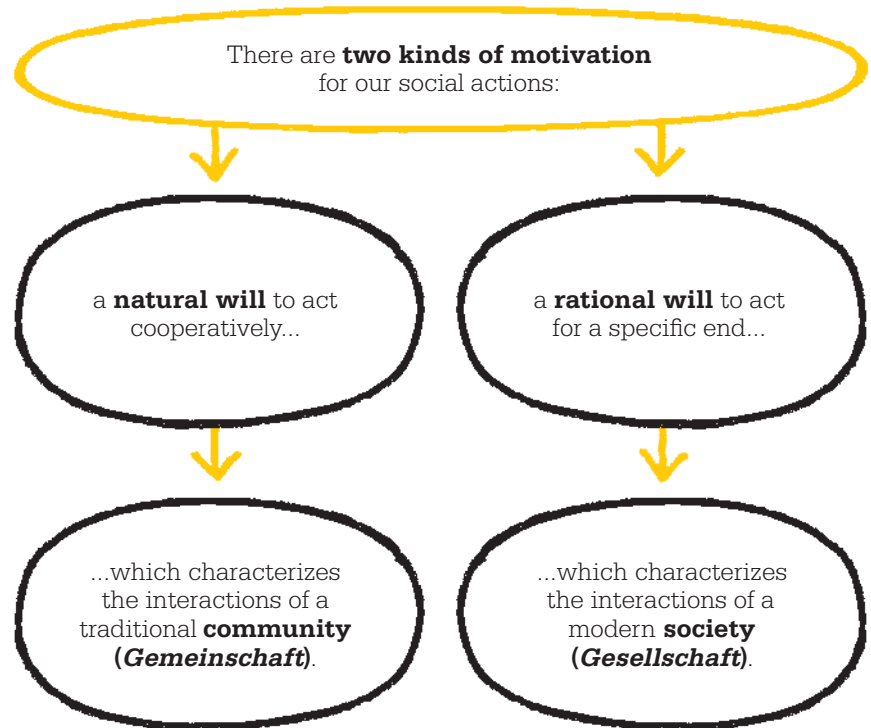 There are two kinds of motivation
for our social actions:
a natural will to act
cooperatively...
a rational will to act
for a specific end...
...which characterizes
the interactions of a
traditional community
(Gemeinschaft).
...which characterizes
the interactions of a
modern society
(Gesellschaft).